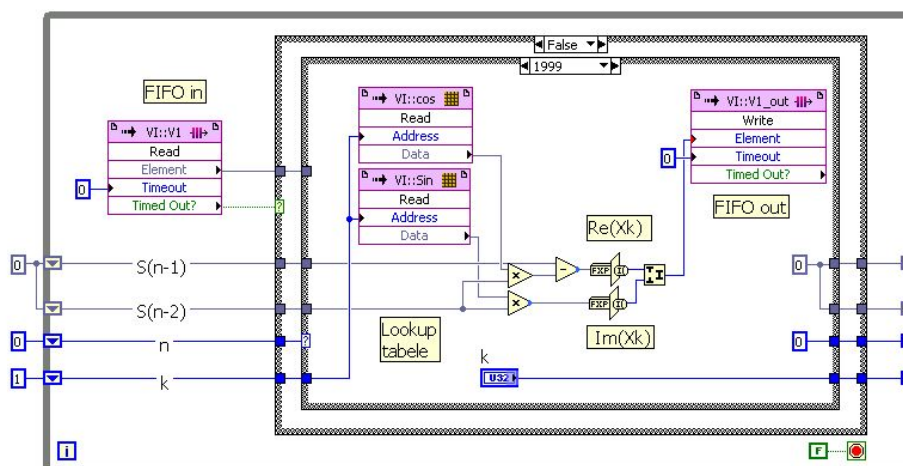 False
1999
FIFO in
VI::V1
Read
Element
0
Timeout
Timed Out?
VI::cos
Read
Address
Data
VI::Sin
Read
Address
Data
VI::V1_out
Write
Element
0
Timeout
Timed Out?
FIFO out
Re(Xk)
0
S(n-1)
-
FXP
(I)
0
x
S(n-2)
x
FXP
(I)
Lookup
tabele
Im(Xk)
0
n
?
?
0
1
k
k
U32
i
F